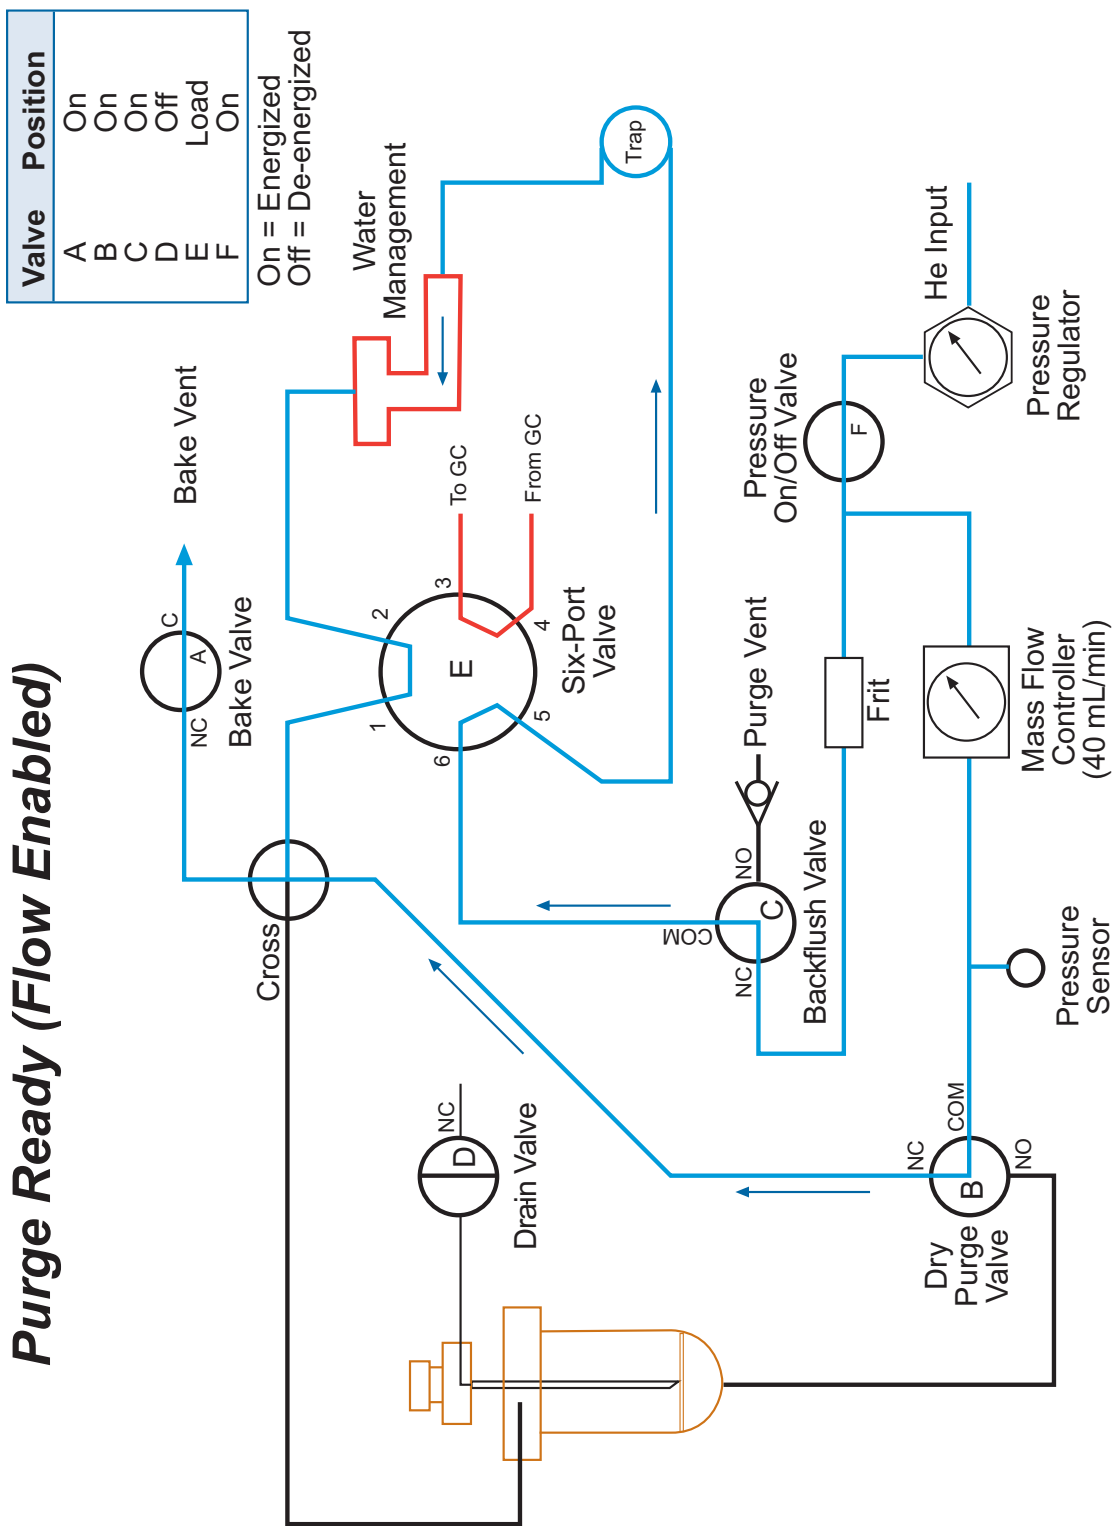 Purge Ready (Flow Enabled)
Valve Position
A On
B On
C On
D Off
E Load
F On
On = Energized
Off = De-energized
Bake Vent
C
A
NC
Bake Valve
Cross
Water
Management
Trap
To GC
From GC
1
2
3
4
5
6
E
Six-Port
Valve
NC
D
Drain Valve
Purge Vent
NO
COM
C
NC
Backflush Valve
Pressure
On/Off Valve
F
He Input
Pressure
Regulator
Frit
Mass Flow
Controller
(40 mL/min)
Pressure
Sensor
NC
COM
B
NO
Dry
Purge
Valve